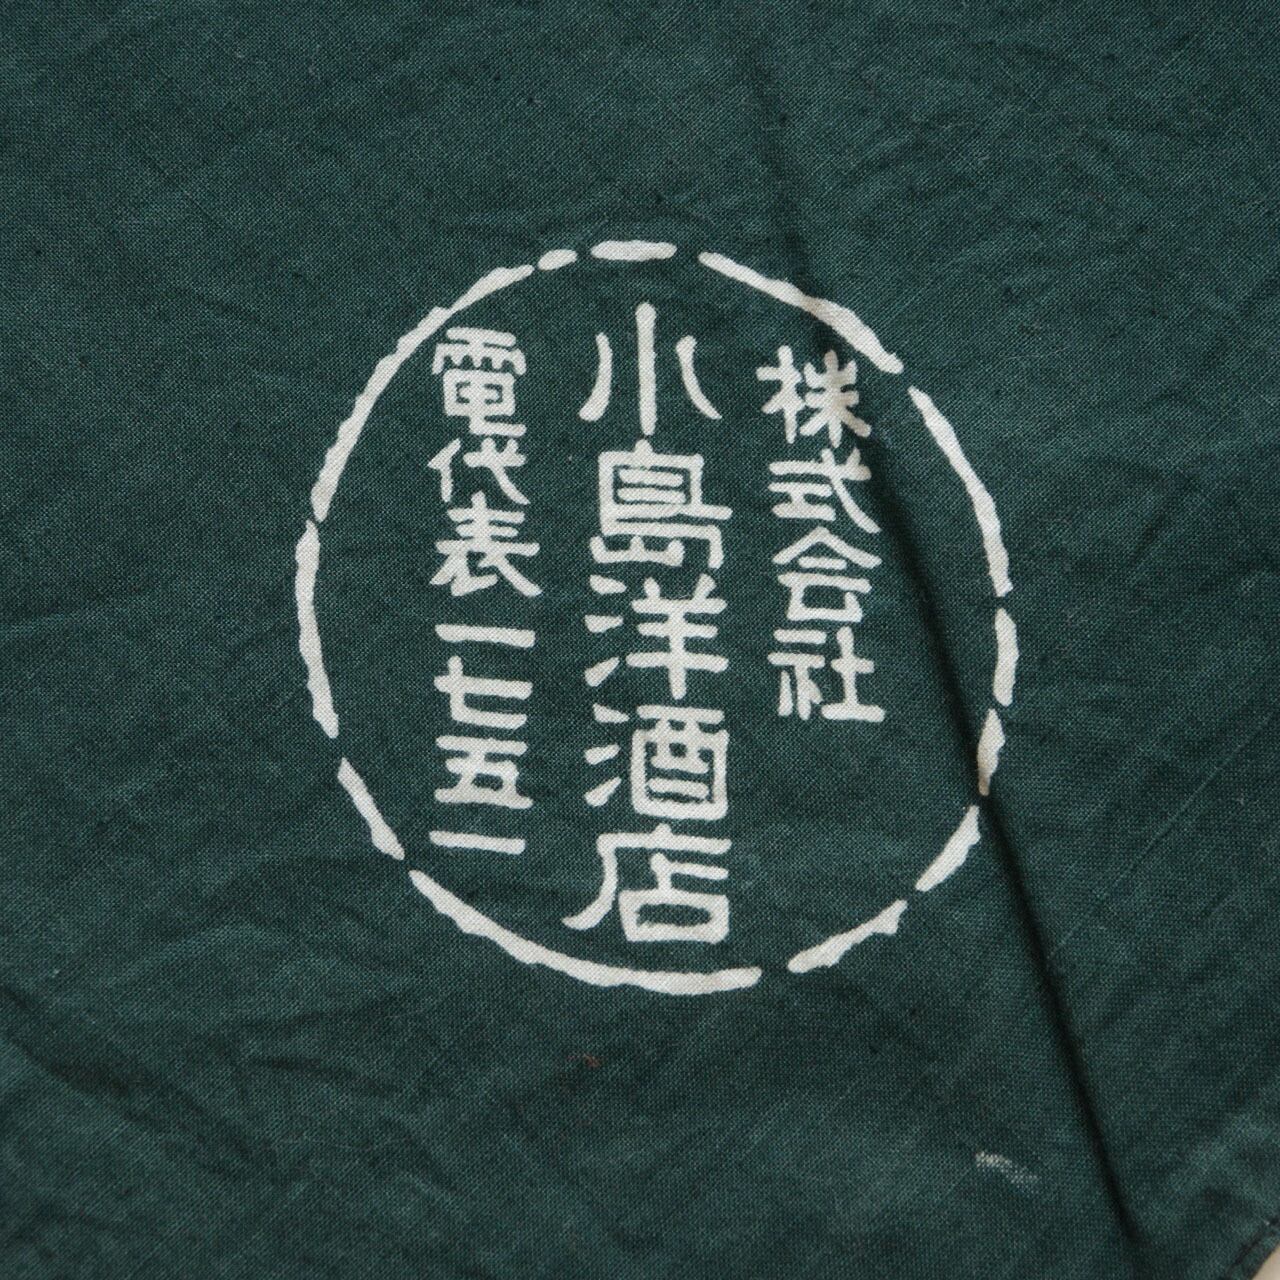 株式会社
小島洋酒店
電代表一七五一